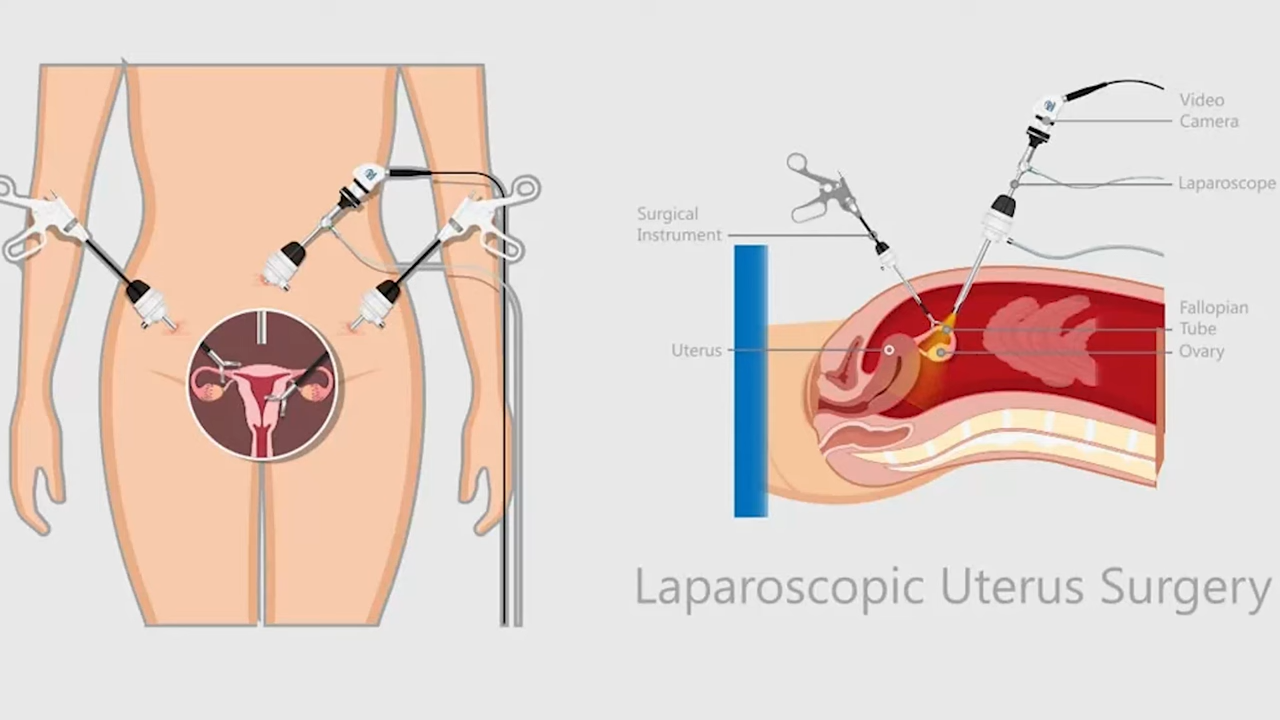 Video
Camera
Laparoscope
Surgical
Instrument
Fallopian
Tube
Uterus
Ovary
Laparoscopic Uterus Surgery